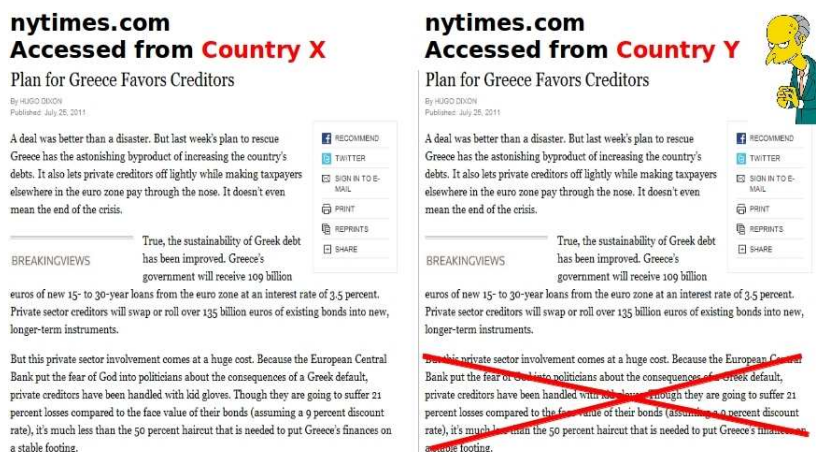 nytimes.com
Accessed from Country X
Plan for Greece Favors Creditors
By HUGO DIXON
Published: July 25, 2011
A deal was better than a disaster. But last week's plan to rescue
Greece has the astonishing byproduct of increasing the country's
debts. It also lets private creditors off lightly while making taxpayers
elsewhere in the euro zone pay through the nose. It doesn't even
mean the end of the crisis.
RECOMMEND
TWITTER
SIGN IN TO E-
MAIL
PRINT
REPRINTS
SHARE
BREAKINGVIEWS
True, the sustainability of Greek debt
has been improved. Greece's
government will receive 109 billion
euros of new 15- to 30-year loans from the euro zone at an interest rate of 3.5 percent.
Private sector creditors will swap or roll over 135 billion euros of existing bonds into new,
longer-term instruments.
But this private sector involvement comes at a huge cost. Because the European Central
Bank put the fear of God into politicians about the consequences of a Greek default,
private creditors have been handled with kid gloves. Though they are going to suffer 21
percent losses compared to the face value of their bonds (assuming a 9 percent discount
rate), it's much less than the 50 percent haircut that is needed to put Greece's finances on
a stable footing.
nytimes.com
Accessed from Country Y
Plan for Greece Favors Creditors
By HUGO DIXON
Published: July 25, 2011
A deal was better than a disaster. But last week's plan to rescue
Greece has the astonishing byproduct of increasing the country's
debts. It also lets private creditors off lightly while making taxpayers
elsewhere in the euro zone pay through the nose. It doesn't even
mean the end of the crisis.
RECOMMEND
TWITTER
SIGN IN TO E-
MAIL
PRINT
REPRINTS
SHARE
BREAKINGVIEWS
True, the sustainability of Greek debt
has been improved. Greece's
government will receive 109 billion
euros of new 15- to 30-year loans from the euro zone at an interest rate of 3.5 percent.
Private sector creditors will swap or roll over 135 billion euros of existing bonds into new,
longer-term instruments.
But this private sector involvement comes at a huge cost. Because the European Central
Bank put the fear of God into politicians about the consequences of a Greek default,
private creditors have been handled with kid gloves. Though they are going to suffer 21
percent losses compared to the face value of their bonds (assuming a 9 percent discount
rate), it's much less than the 50 percent haircut that is needed to put Greece's finances on
a stable footing.